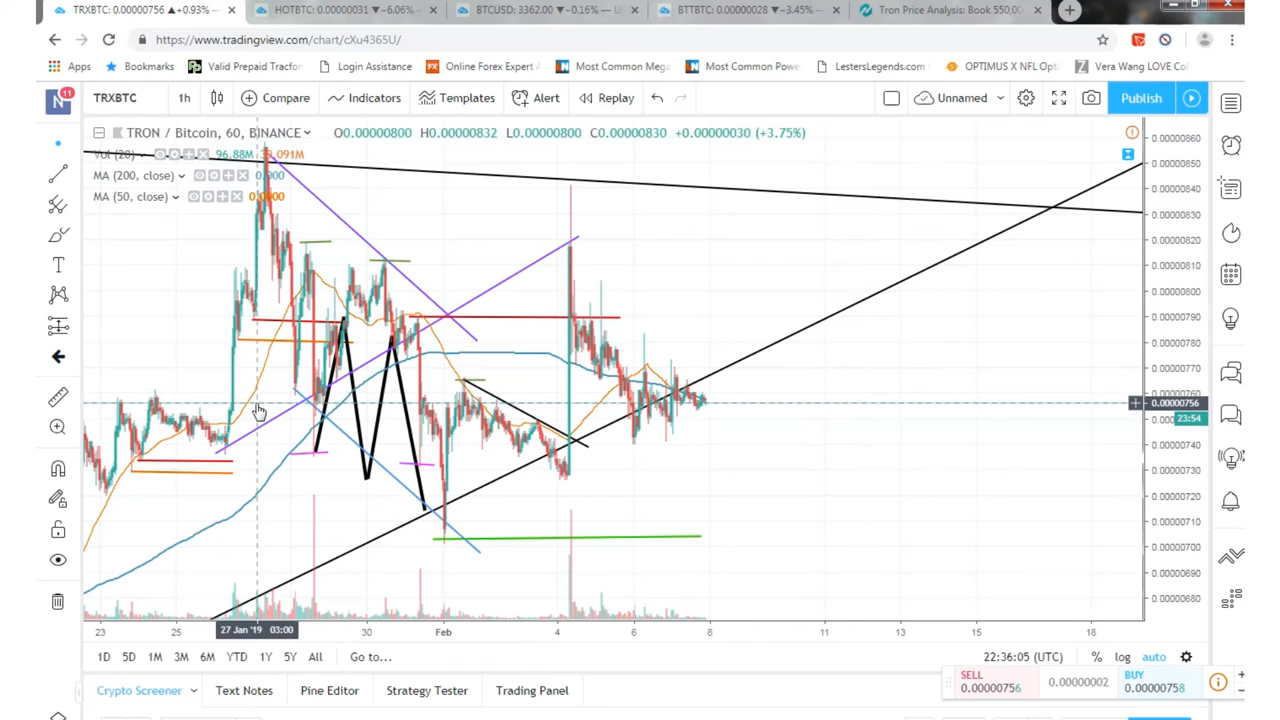 TRXBTC: 0.00000756 ▲+0.93% ×
HOTBTC: 0.00000031 ▼−6.06% ×
BTCUSD: 3362.00 ▼−0.16% — U ×
BTTBTC: 0.00000028 ▼−3.45% ×
Tron Price Analysis: Book 550,00 ×
https://www.tradingview.com/chart/cXu4365U/
Apps
Bookmarks
Valid Prepaid Tracfon
Login Assistance
FX Online Forex Expert
N Most Common Mega
N Most Common Powe
LestersLegends.com
OPTIMUS X NFL Opti
Z Vera Wang LOVE Co
N 11
TRXBTC
1h
Compare
Indicators
Templates
Alert
Replay
Unnamed
Publish
TRON / Bitcoin, 60, BINANCE
O0.00000800 H0.00000832 L0.00000800 C0.00000830 +0.00000030 (+3.75%)
Vol (20) 96.88M
MA (200, close) 0.000
MA (50, close) 0.0000
0.00000840
0.00000830
0.00000820
0.00000810
0.00000800
0.00000790
0.00000780
0.00000770
0.00000756
23:54
0.00000740
0.00000730
0.00000720
0.00000710
0.00000700
0.00000690
0.00000680
23
25
27 Jan '19 03:00
30
Feb
4
6
8
11
13
15
18
1D 5D 1M 3M 6M YTD 1Y 5Y All
Go to...
22:36:05 (UTC)
%
log
auto
SELL
0.00000756
0.00000002
BUY
0.00000758
Crypto Screener
Text Notes
Pine Editor
Strategy Tester
Trading Panel